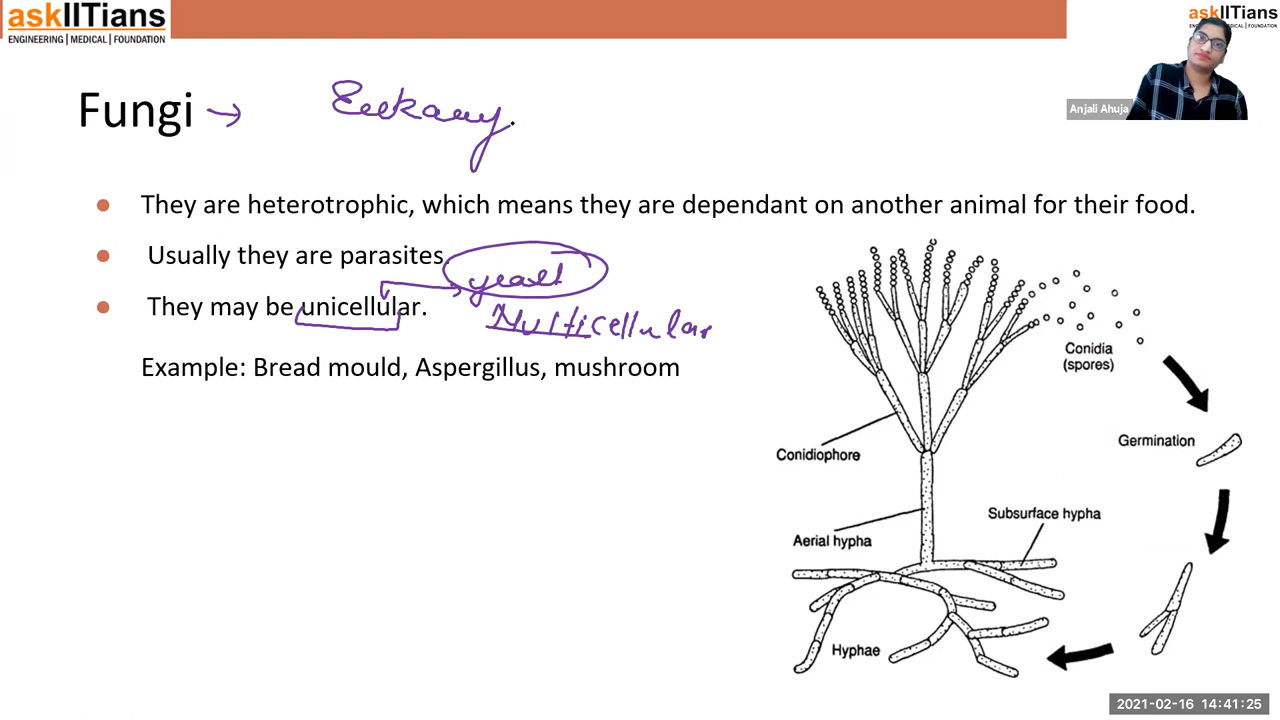 askIITians
ENGINEERING | MEDICAL | FOUNDATION
askIITians
Anjali Ahuja
Fungi →
They are heterotrophic, which means they are dependant on another animal for their food.
Usually they are parasites
yeast
They may be unicellular.
Multicellular
Example: Bread mould, Aspergillus, mushroom
Conidia
(spores)
Germination
Conidiophore
Subsurface hypha
Aerial hypha
Hyphae
2021-02-16 14:41:25